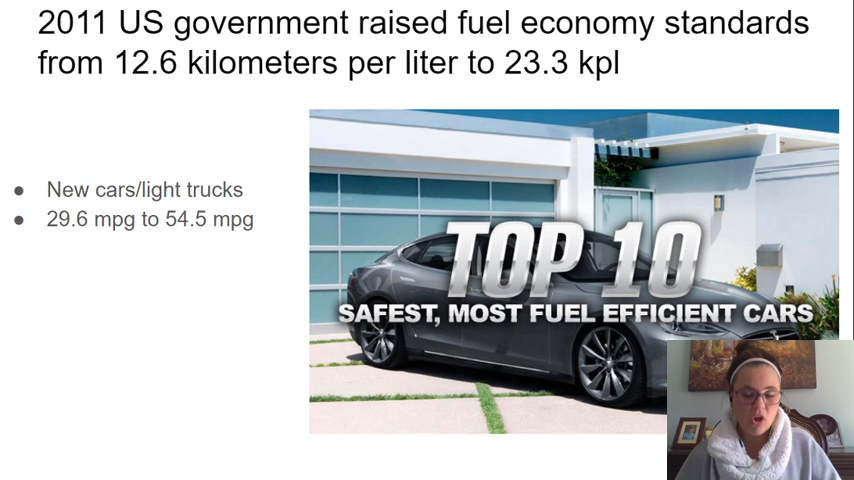 2011 US government raised fuel economy standards
from 12.6 kilometers per liter to 23.3 kpl
● New cars/light trucks
● 29.6 mpg to 54.5 mpg
TOP 10
SAFEST, MOST FUEL EFFICIENT CARS